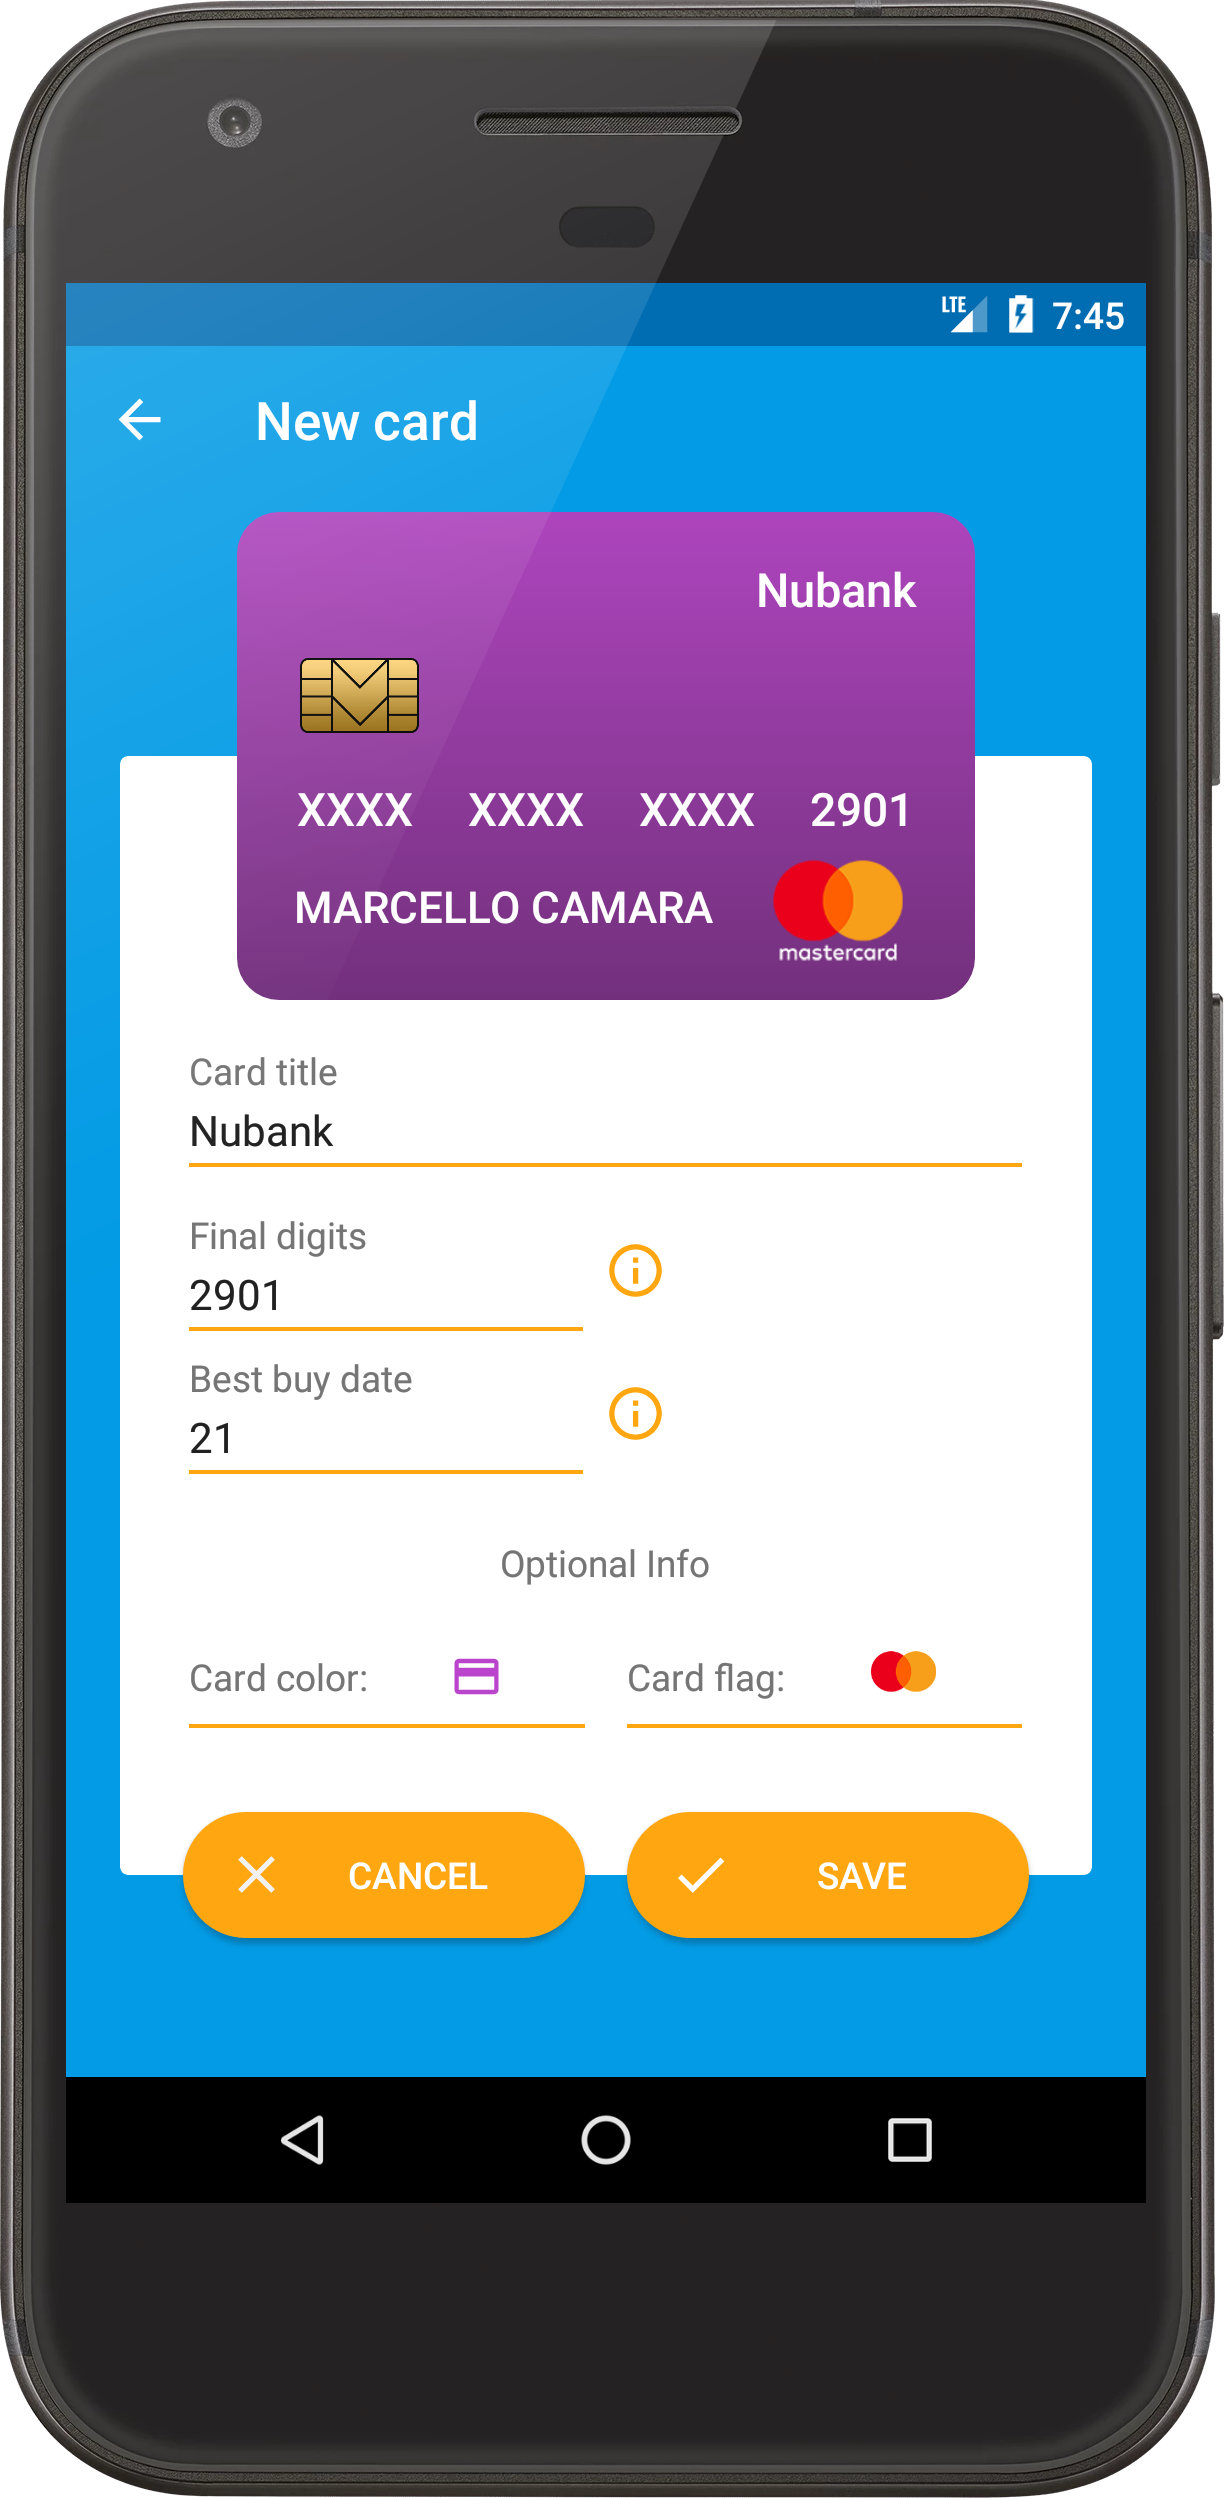 LTE 7:45
New card
Nubank
XXXX XXXX XXXX 2901
MARCELLO CAMARA
mastercard
Card title
Nubank
Final digits
2901
Best buy date
21
Optional Info
Card color: Card flag:
CANCEL SAVE